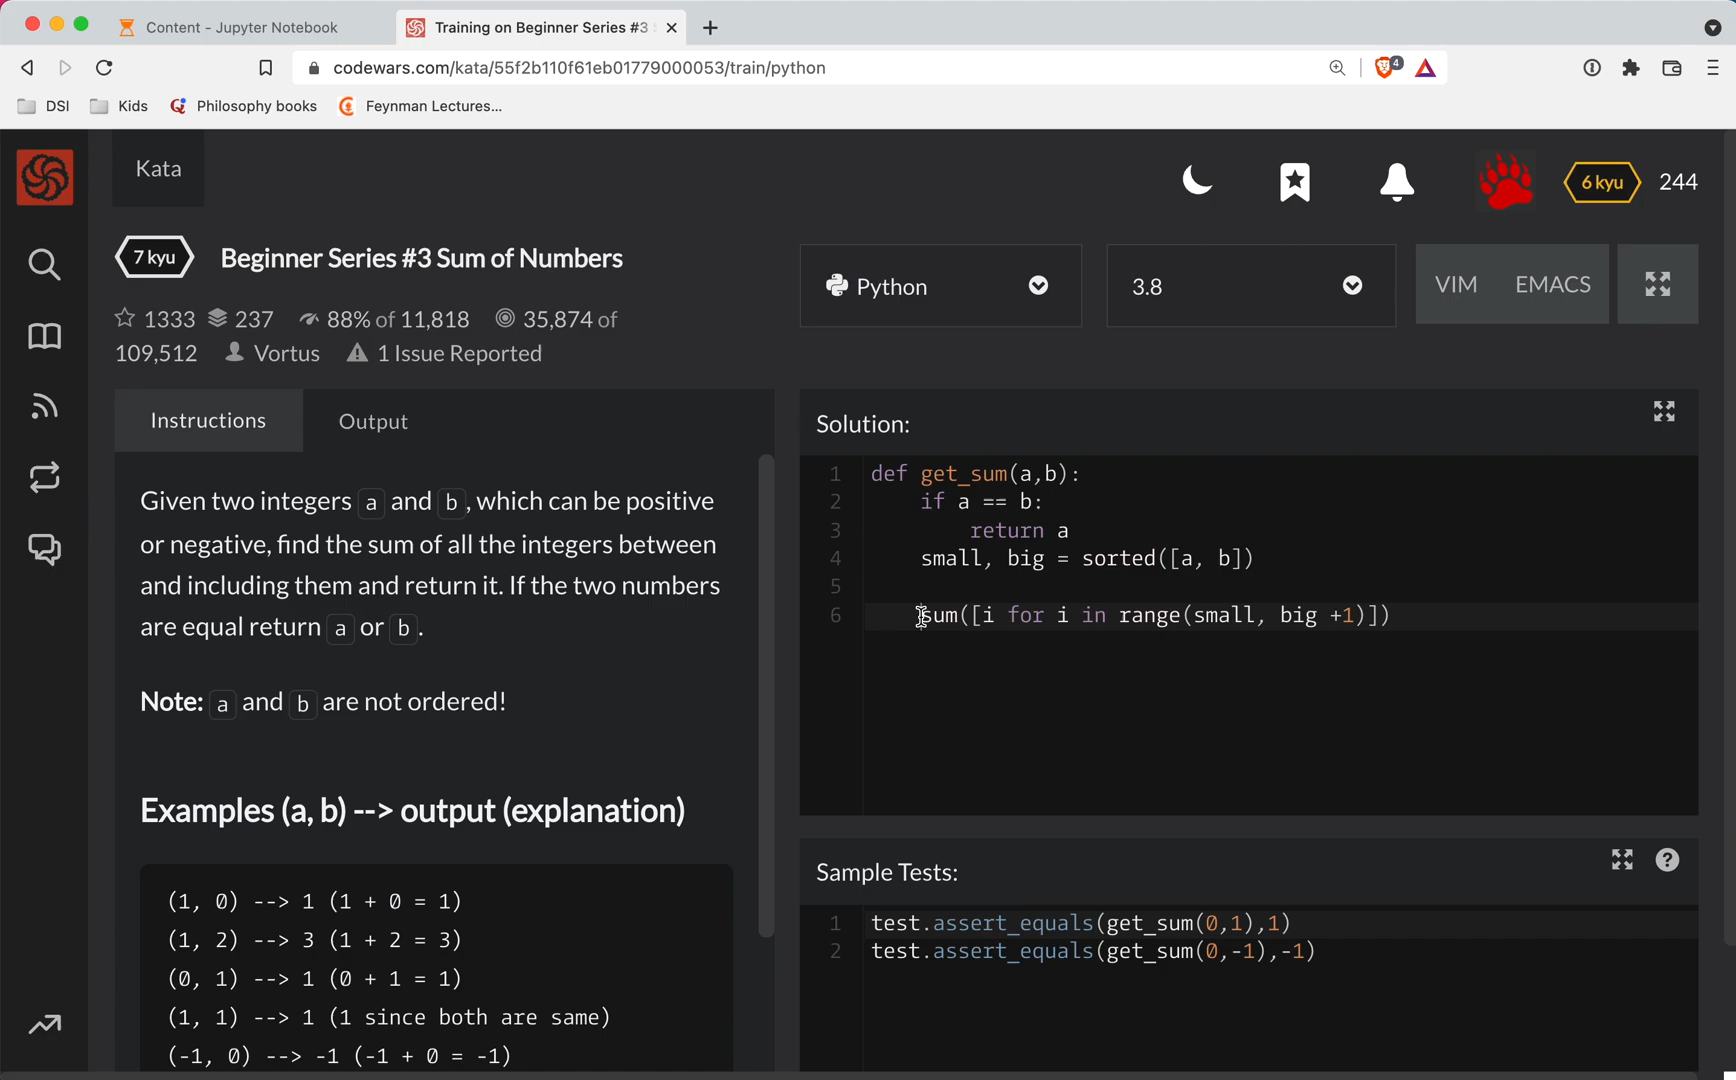 Content - Jupyter Notebook
Training on Beginner Series #3
codewars.com/kata/55f2b110f61eb01779000053/train/python
4
DSI
Kids
Philosophy books
Feynman Lectures...
Kata
6 kyu
244
7 kyu
Beginner Series #3 Sum of Numbers
1333 237 88% of 11,818 35,874 of
109,512 Vortus 1 Issue Reported
Python
3.8
VIM
EMACS
Instructions
Output
Given two integers a and b, which can be positive
or negative, find the sum of all the integers between
and including them and return it. If the two numbers
are equal return a or b.
Note: a and b are not ordered!
Examples (a, b) --> output (explanation)
(1, 0) --> 1 (1 + 0 = 1)
(1, 2) --> 3 (1 + 2 = 3)
(0, 1) --> 1 (0 + 1 = 1)
(1, 1) --> 1 (1 since both are same)
(-1, 0) --> -1 (-1 + 0 = -1)
Solution:
1 def get_sum(a,b):
2 if a == b:
3 return a
4 small, big = sorted([a, b])
5
6 sum([i for i in range(small, big +1)])
Sample Tests:
?
1 test.assert_equals(get_sum(0,1),1)
2 test.assert_equals(get_sum(0,-1),-1)